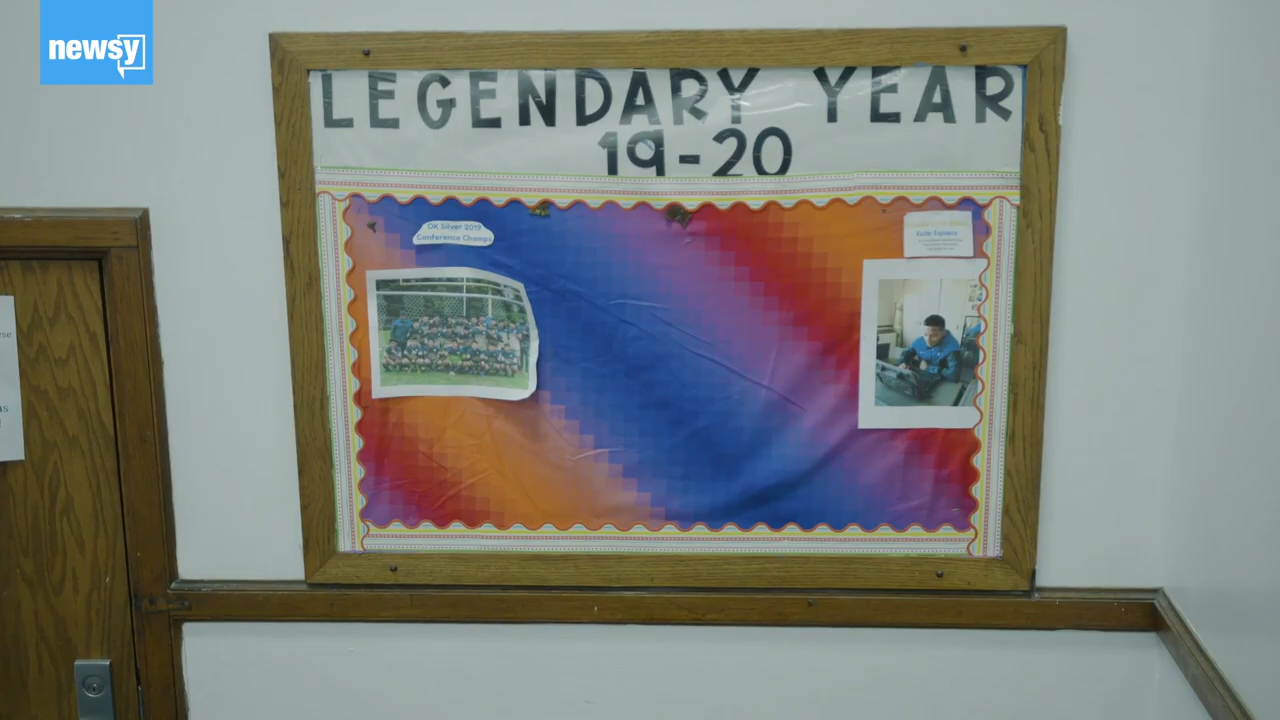 newsy
LEGENDARY YEAR
19-20
OK Silver 2019
Conference Champs